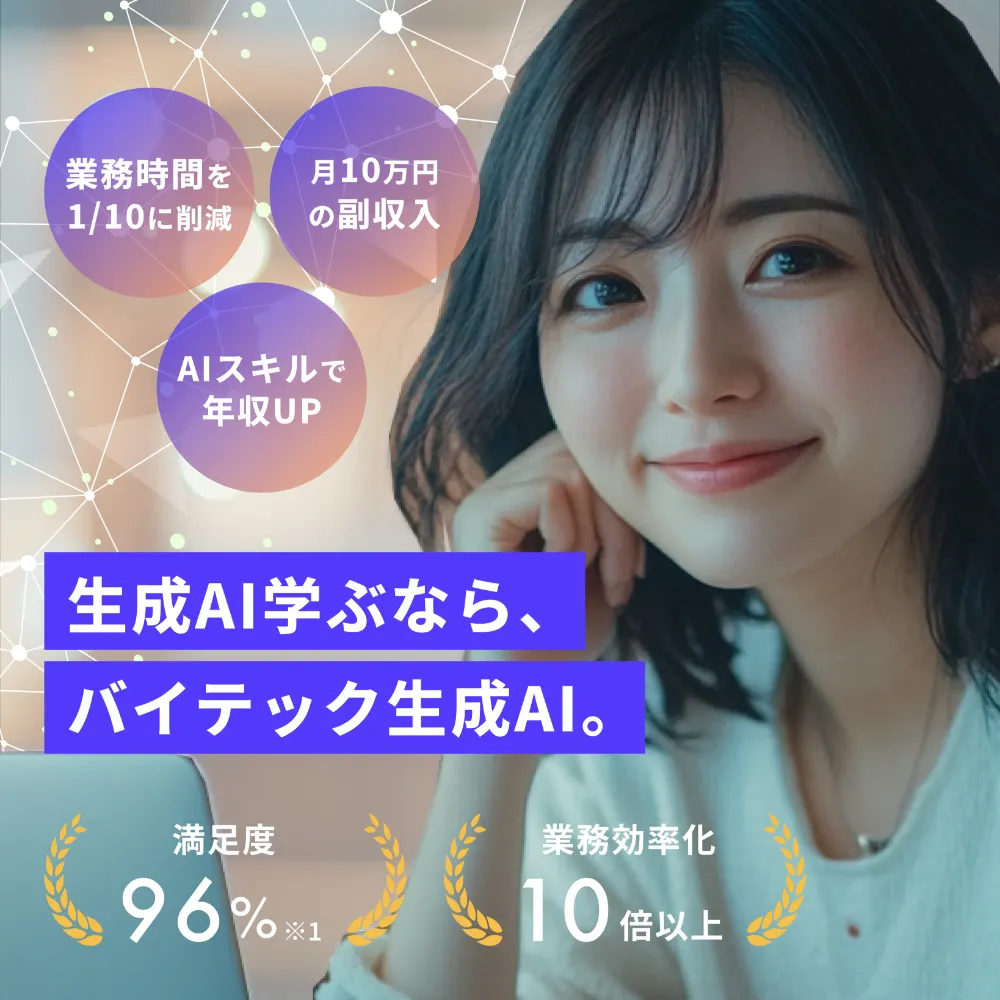 業務時間を
1/10に削減
月10万円
の副収入
AIスキルで
年収UP
生成AI学ぶなら、
バイテック生成AI。
満足度
96%※1
業務効率化
10倍以上